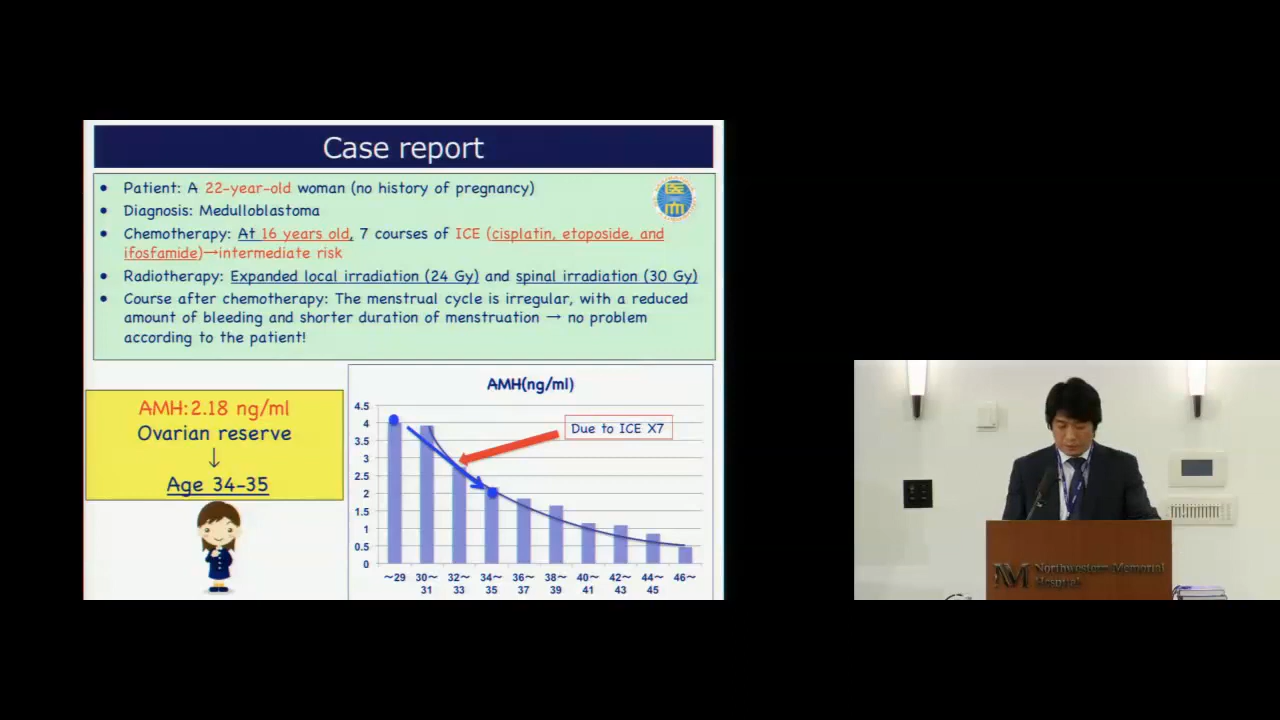 Case report
• Patient: A 22-year-old woman (no history of pregnancy)
• Diagnosis: Medulloblastoma
• Chemotherapy: At 16 years old, 7 courses of ICE (cisplatin, etoposide, and
ifosfamide)→intermediate risk
• Radiotherapy: Expanded local irradiation (24 Gy) and spinal irradiation (30 Gy)
• Course after chemotherapy: The menstrual cycle is irregular, with a reduced
amount of bleeding and shorter duration of menstruation → no problem
according to the patient!
AMH:2.18 ng/ml
Ovarian reserve
↓
Age 34-35
AMH(ng/ml)
Due to ICE X7
4.5
4
3.5
3
2.5
2
1.5
1
0.5
0
～29 30～ 32～ 34～ 36～ 38～ 40～ 42～ 44～ 46～
31 33 35 37 39 41 43 45
Northwestern Memorial
Hospital